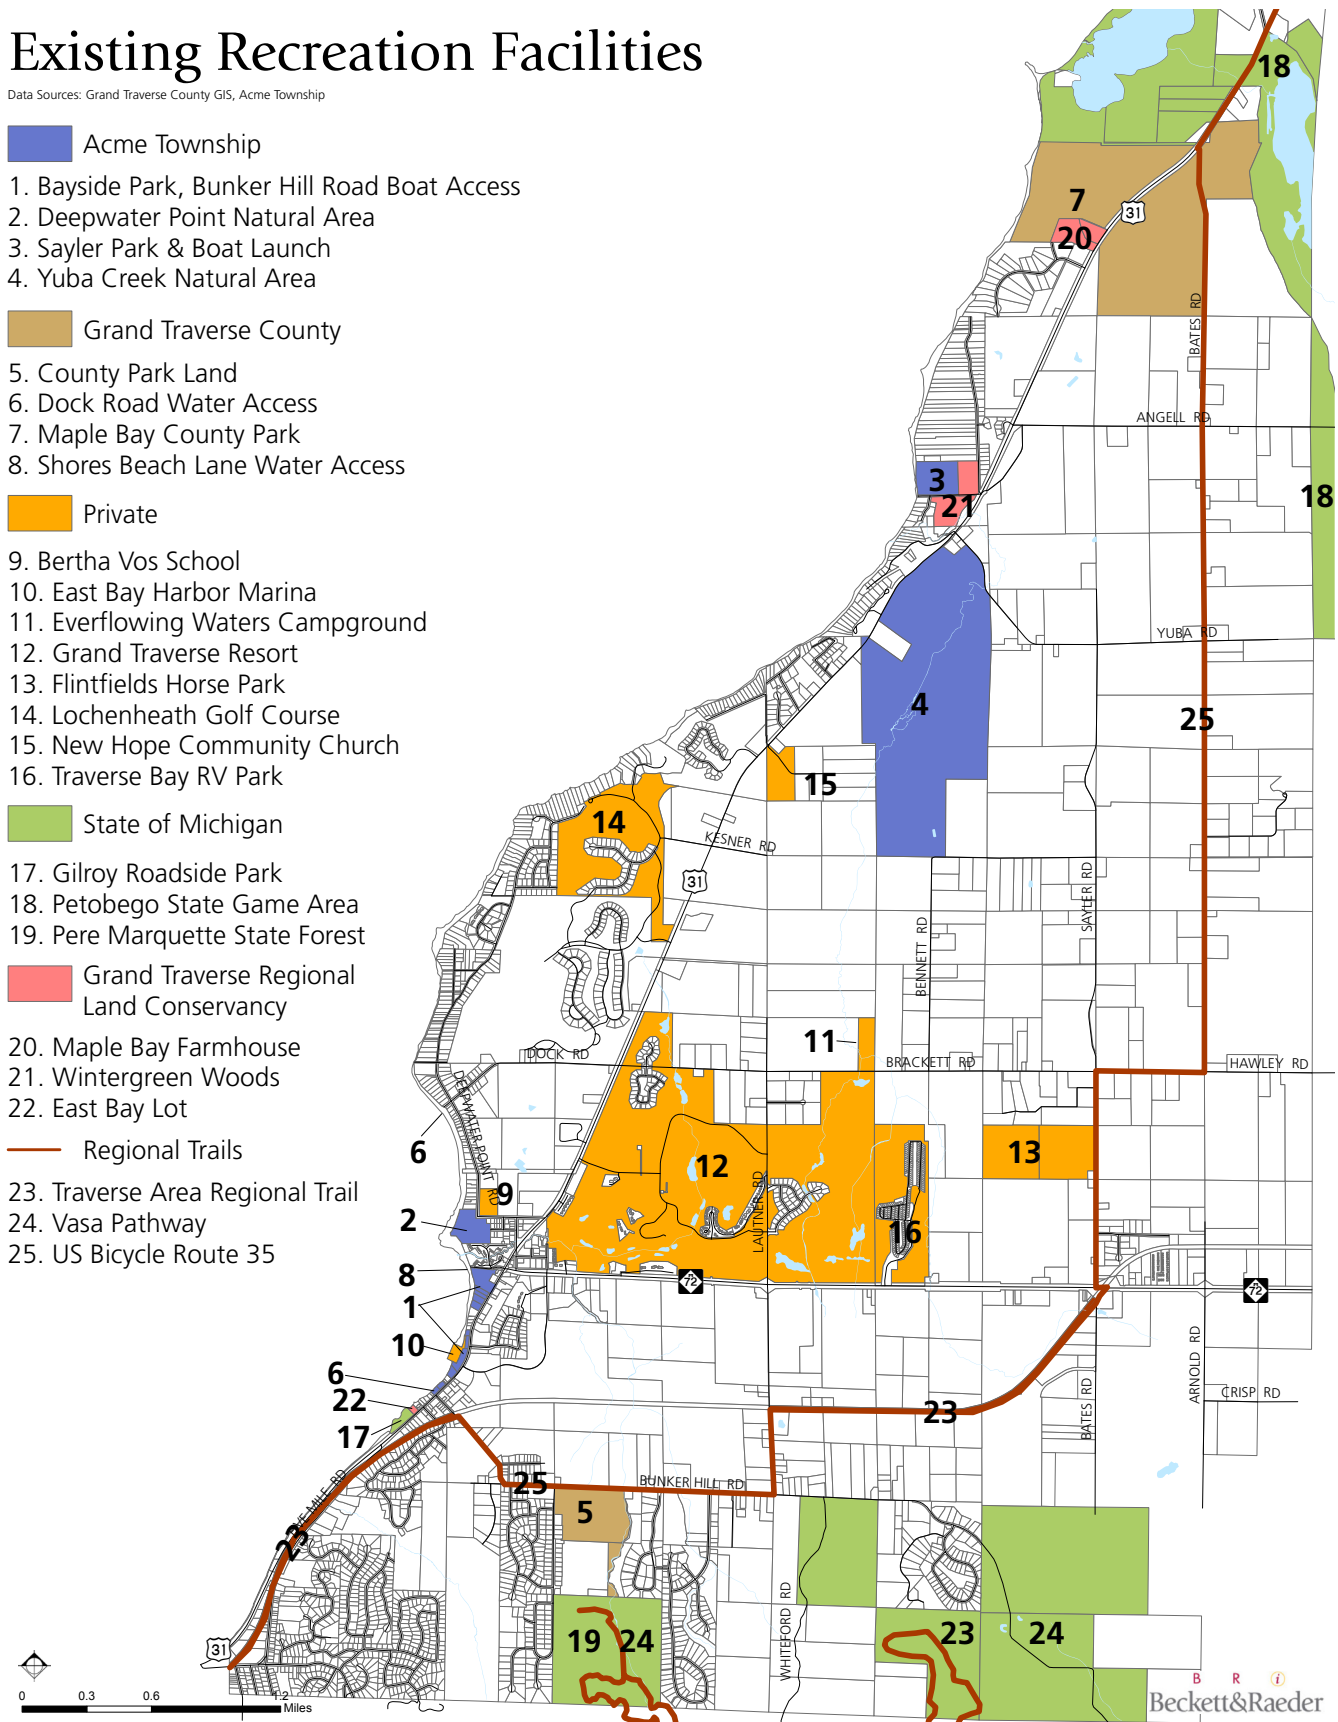 Existing Recreation Facilities
Data Sources: Grand Traverse County GIS, Acme Township
Acme Township
1. Bayside Park, Bunker Hill Road Boat Access
2. Deepwater Point Natural Area
3. Sayler Park & Boat Launch
4. Yuba Creek Natural Area
Grand Traverse County
5. County Park Land
6. Dock Road Water Access
7. Maple Bay County Park
8. Shores Beach Lane Water Access
Private
9. Bertha Vos School
10. East Bay Harbor Marina
11. Everflowing Waters Campground
12. Grand Traverse Resort
13. Flintfields Horse Park
14. Lochenheath Golf Course
15. New Hope Community Church
16. Traverse Bay RV Park
State of Michigan
17. Gilroy Roadside Park
18. Petobego State Game Area
19. Pere Marquette State Forest
Grand Traverse Regional
Land Conservancy
20. Maple Bay Farmhouse
21. Wintergreen Woods
22. East Bay Lot
Regional Trails
23. Traverse Area Regional Trail
24. Vasa Pathway
25. US Bicycle Route 35
18
7
31
20
BATES RD
ANGELL RD
3
18
21
YUBA RD
4
25
15
14
KESNER RD
31
SAYLER RD
BENNETT RD
11
DOCK RD
BRACKETT RD
HAWLEY RD
DEEPWATER POINT RD
6
13
12
9
LAUTNER RD
2
16
8
72
72
1
10
ARNOLD RD
6
BATES RD
CRISP RD
22
23
17
25
BUNKER HILL RD
5
MILE RD
23
WHITEFORD RD
19
24
23
24
31
0 0.3 0.6 1.2
Miles
B R i
Beckett&Raeder